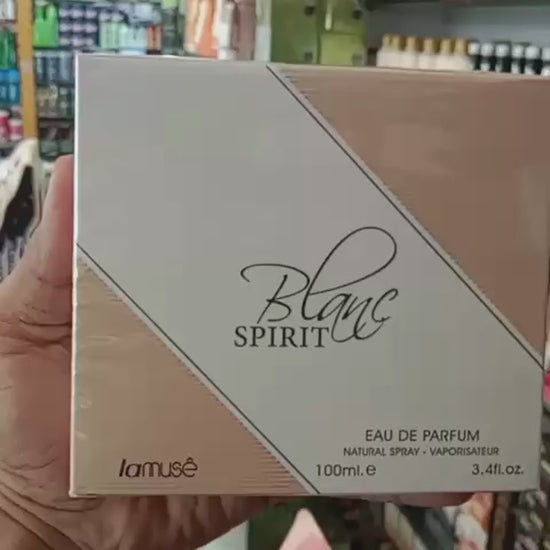 Blanc
SPIRIT
EAU DE PARFUM
NATURAL SPRAY - VAPORISATEUR
100ml.e 3.4fl.oz.
lamusê